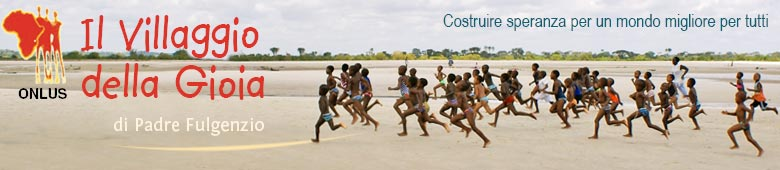 Il Villaggio
della Gioia
ONLUS
di Padre Fulgenzio
Costruire speranza per un mondo migliore per tutti